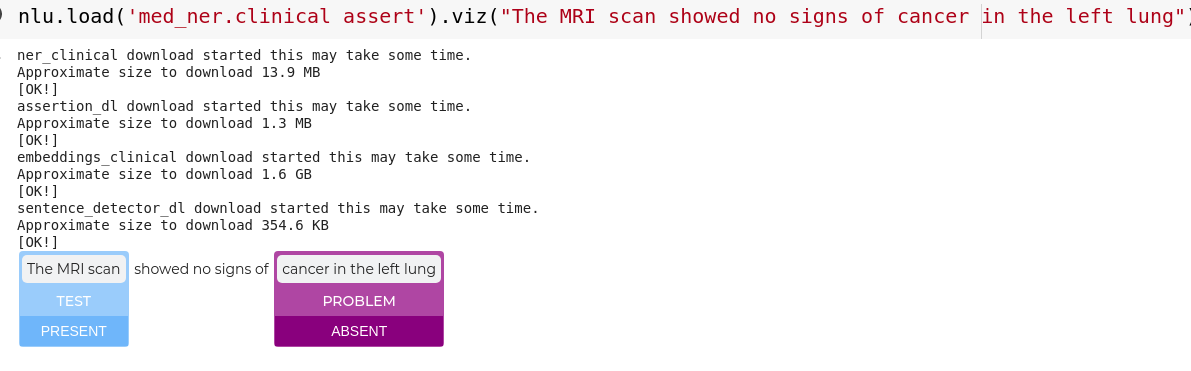 nlu.load('med_ner.clinical assert').viz("The MRI scan showed no signs of cancer in the left lung")
ner_clinical download started this may take some time.
Approximate size to download 13.9 MB
[OK!]
assertion_dl download started this may take some time.
Approximate size to download 1.3 MB
[OK!]
embeddings_clinical download started this may take some time.
Approximate size to download 1.6 GB
[OK!]
sentence_detector_dl download started this may take some time.
Approximate size to download 354.6 KB
[OK!]
The MRI scan showed no signs of cancer in the left lung
TEST PROBLEM
PRESENT ABSENT